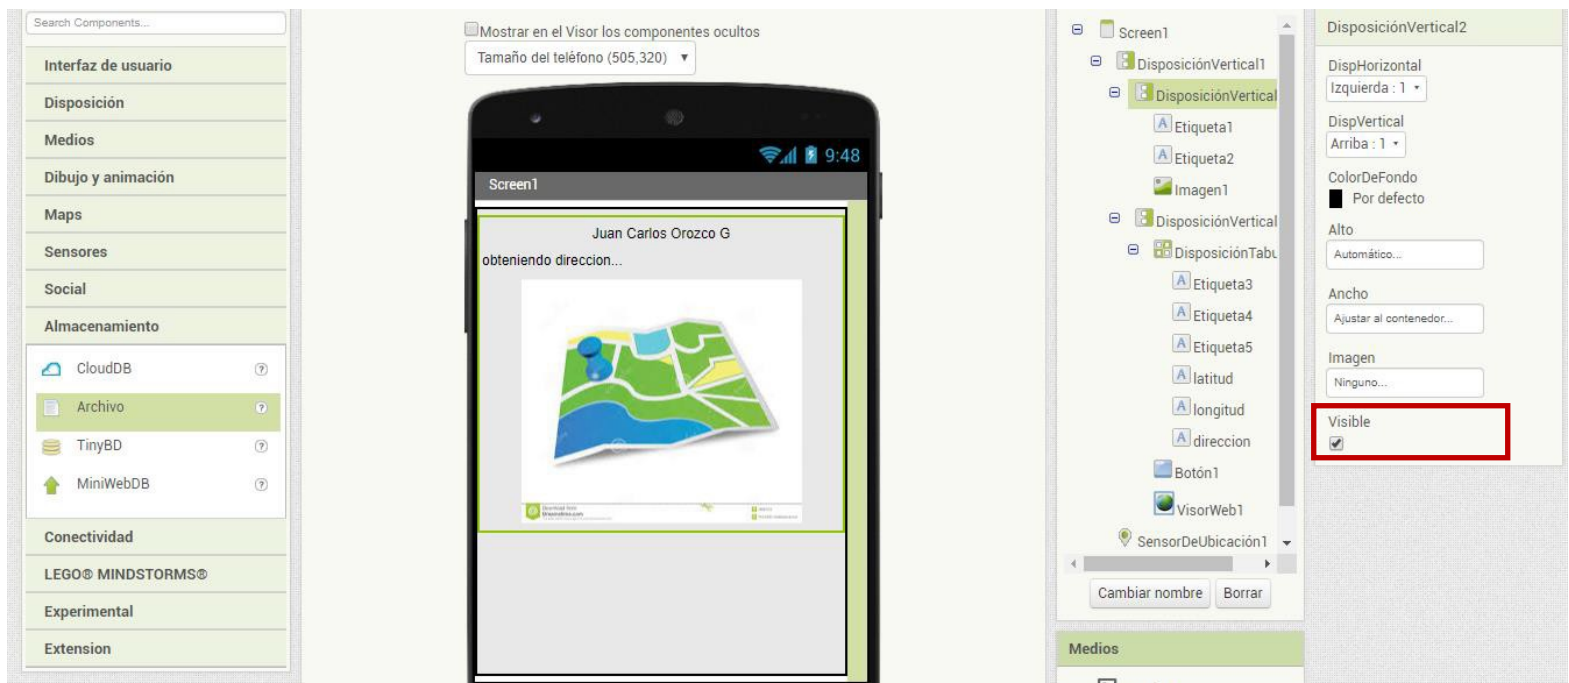 Search Components...
Interfaz de usuario
Disposición
Medios
Dibujo y animación
Maps
Sensores
Social
Almacenamiento
CloudDB
Archivo
TinyBD
MiniWebDB
Conectividad
LEGO® MINDSTORMS®
Experimental
Extension
Mostrar en el Visor los componentes ocultos
Tamaño del teléfono (505,320)
9:48
Screen1
Juan Carlos Orozco G
obteniendo direccion...
Screen1
DisposiciónVertical1
DisposiciónVertical
Etiqueta1
Etiqueta2
Imagen1
DisposiciónVertical
DisposiciónTabu
Etiqueta3
Etiqueta4
Etiqueta5
latitud
longitud
direccion
Botón1
VisorWeb1
SensorDeUbicación1
Cambiar nombre Borrar
Medios
DisposiciónVertical2
DispHorizontal
Izquierda : 1
DispVertical
Arriba : 1
ColorDeFondo
Por defecto
Alto
Automático...
Ancho
Ajustar al contenedor...
Imagen
Ninguno...
Visible